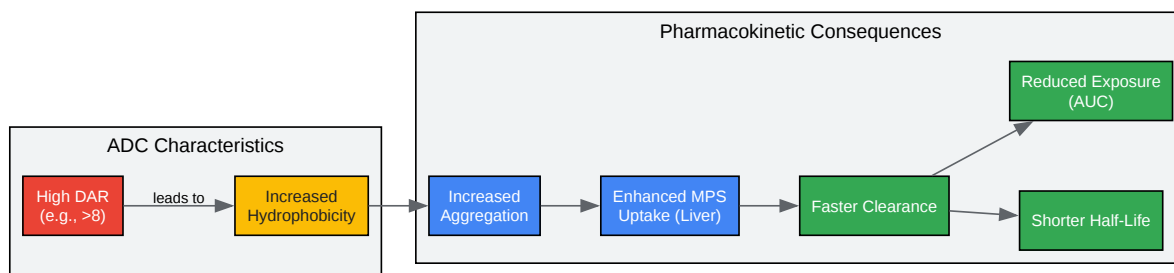 Pharmacokinetic Consequences
Reduced Exposure
(AUC)
ADC Characteristics
High DAR
(e.g., >8)
leads to
Increased
Hydrophobicity
Increased
Aggregation
Enhanced MPS
Uptake (Liver)
Faster Clearance
Shorter Half-Life